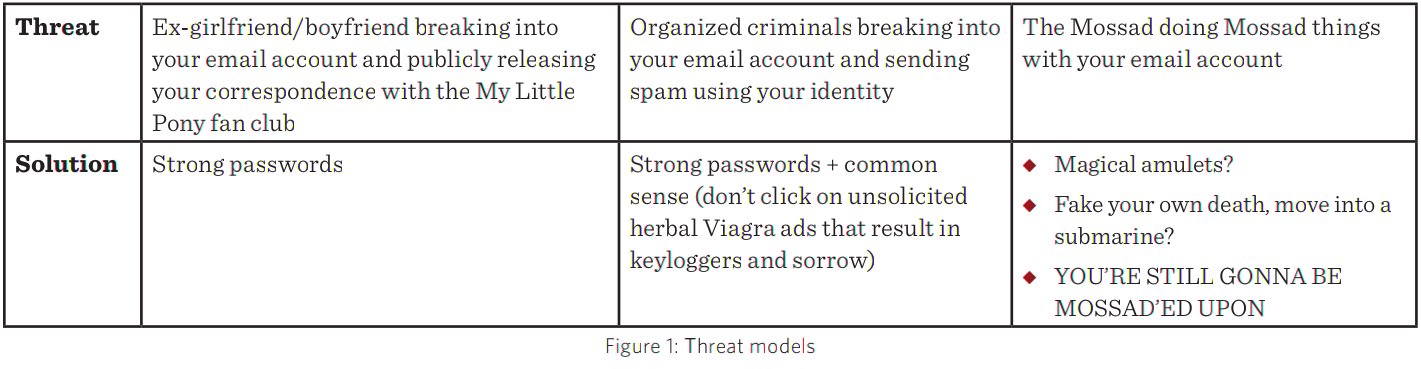 Threat
Ex-girlfriend/boyfriend breaking into
your email account and publicly releasing
your correspondence with the My Little
Pony fan club
Organized criminals breaking into
your email account and sending
spam using your identity
The Mossad doing Mossad things
with your email account
Solution
Strong passwords
Strong passwords + common
sense (don’t click on unsolicited
herbal Viagra ads that result in
keyloggers and sorrow)
◆ Magical amulets?
◆ Fake your own death, move into a
submarine?
◆ YOU’RE STILL GONNA BE
MOSSAD’ED UPON
Figure 1: Threat models